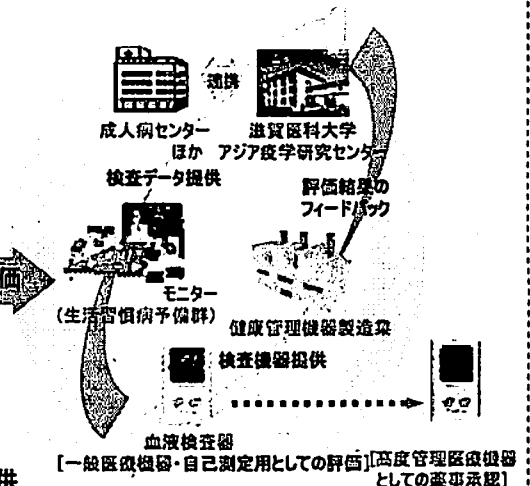 連携
成人病センター
ほか
滋賀医科大学
アジア疫学研究センター
検査データ提供
評価結果の
フィードバック
価
モニター
(生活習慣病予備群)
健康管理機器製造業
検査機器提供
血液検査器
[一般医療機器・自己測定用としての評価]
[高度管理医療機器
としての薬事承認]
供